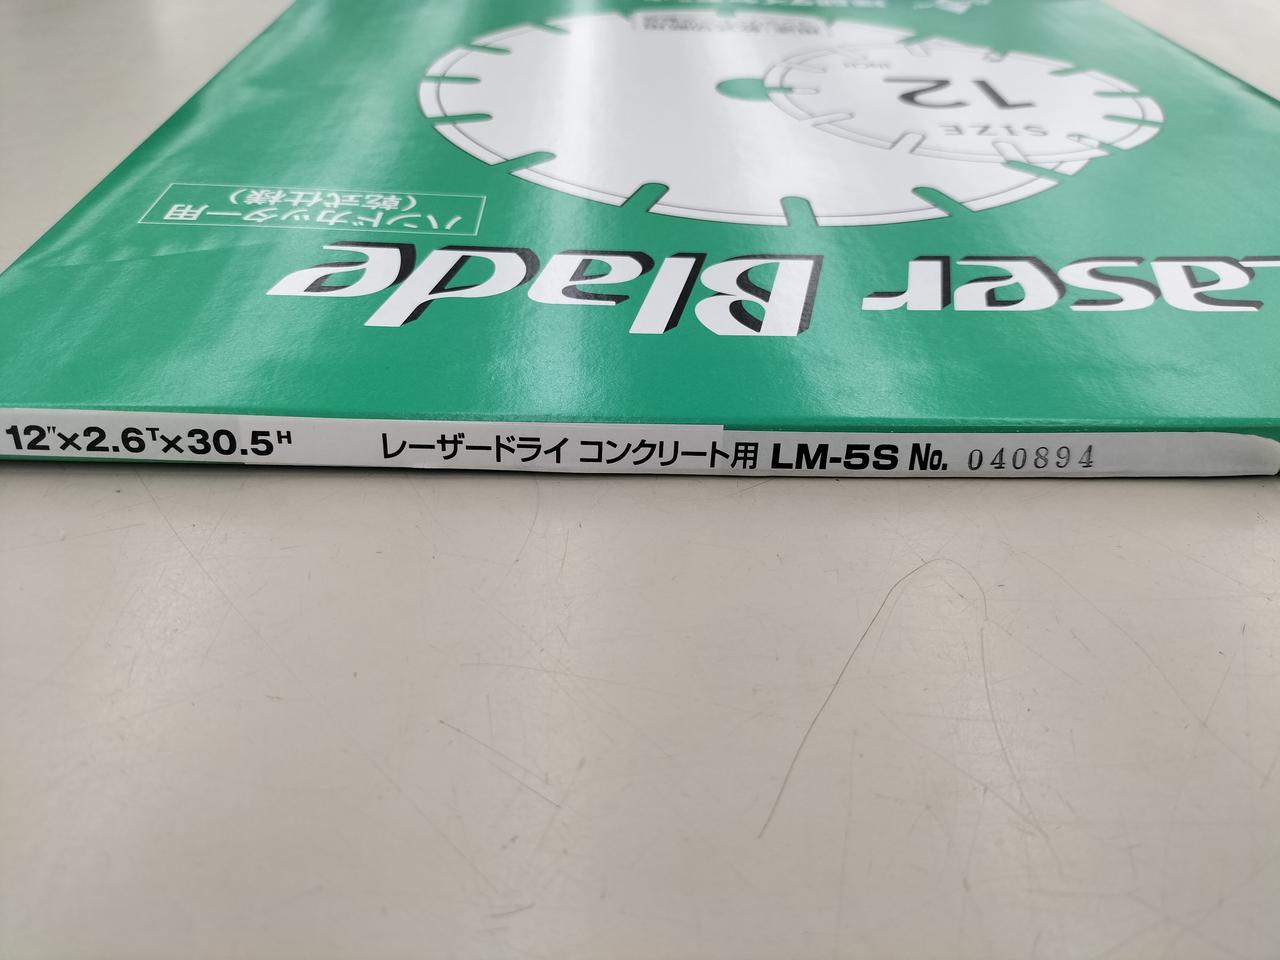 SIZE
12
INCH
ハンドカッター用
（乾式仕様）
Laser Blade
12"×2.6T×30.5H レーザードライ コンクリート用 LM-5S No. 040894